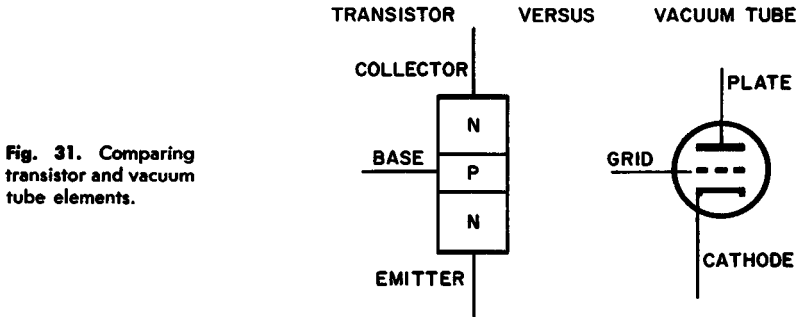 TRANSISTOR VERSUS VACUUM TUBE
COLLECTOR
PLATE
N
Fig. 31. Comparing
transistor and vacuum
tube elements.
BASE
P
GRID
N
EMITTER
CATHODE